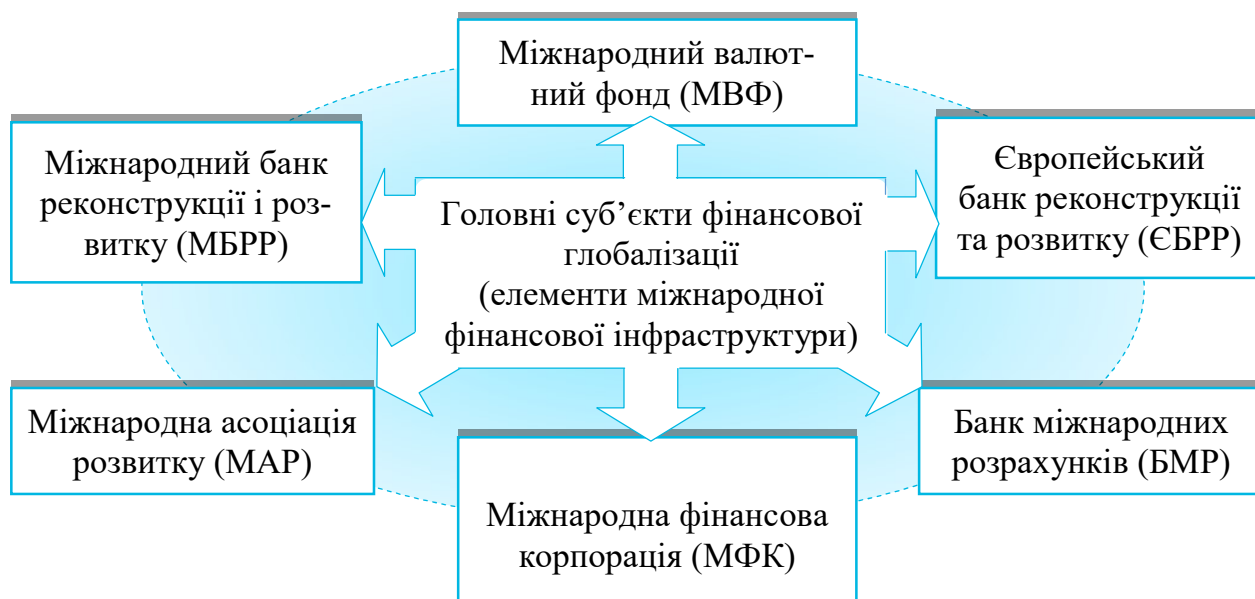 Міжнародний валют-
ний фонд (МВФ)
Міжнародний банк
реконструкції і роз-
витку (МБРР)
Європейський
банк реконструкції
та розвитку (ЄБРР)
Головні суб’єкти фінансової
глобалізації
(елементи міжнародної
фінансової інфраструктури)
Міжнародна асоціація
розвитку (МАР)
Банк міжнародних
розрахунків (БМР)
Міжнародна фінансова
корпорація (МФК)